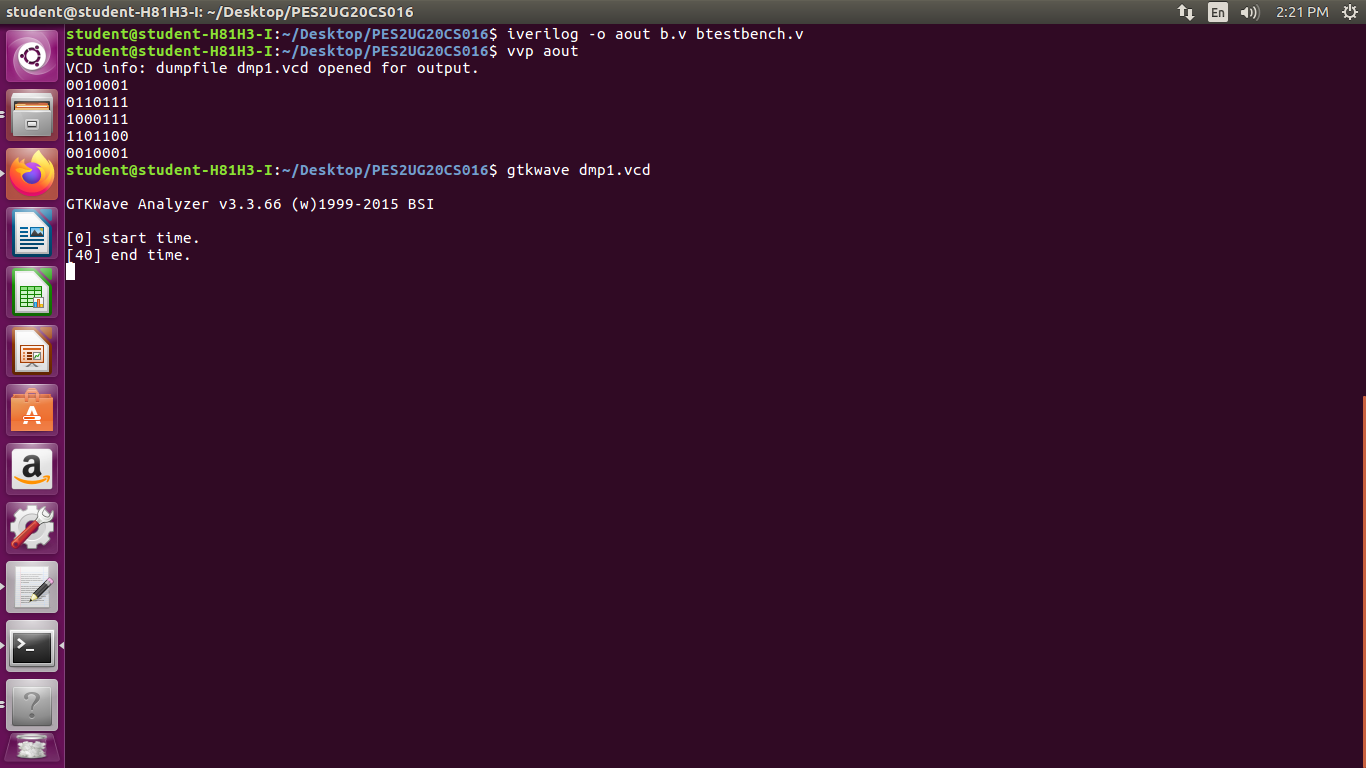 student@student-H81H3-I: ~/Desktop/PES2UG20CS016
En
2:21 PM
student@student-H81H3-I:~/Desktop/PES2UG20CS016$ iverilog -o aout b.v btestbench.v
student@student-H81H3-I:~/Desktop/PES2UG20CS016$ vvp aout
VCD info: dumpfile dmp1.vcd opened for output.
0010001
0110111
1000111
1101100
0010001
student@student-H81H3-I:~/Desktop/PES2UG20CS016$ gtkwave dmp1.vcd
GTKWave Analyzer v3.3.66 (w)1999-2015 BSI
[0] start time.
[40] end time.